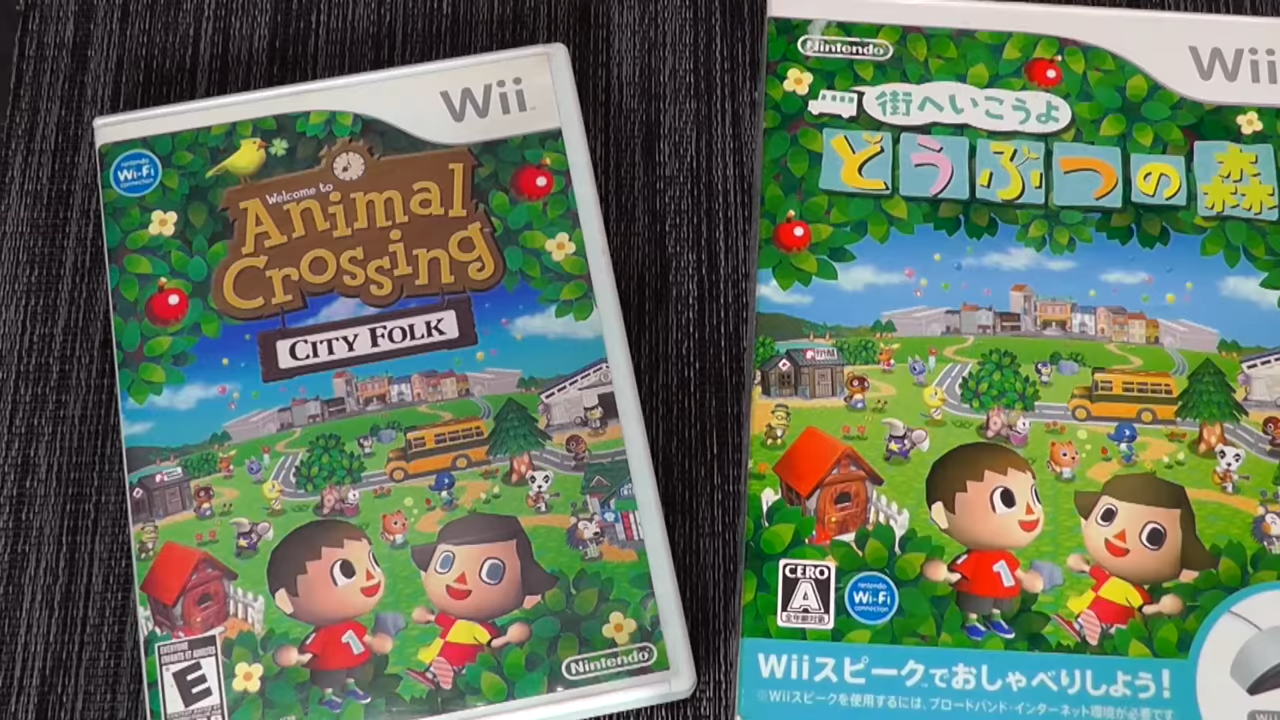 Wii
nintendo
Wi-Fi
connection
Welcome to
Animal
Crossing
CITY FOLK
1
EVERYONE
E
Nintendo
Nintendo
Wii
街へいこうよ
どうぶつの森
1
CERO
A
全年齢対象
nintendo
Wi-Fi
connection
Wiiスピークでおしゃべりしよう!
※Wiiスピークを使用するには、ブロードバンド・インターネット環境が必要です